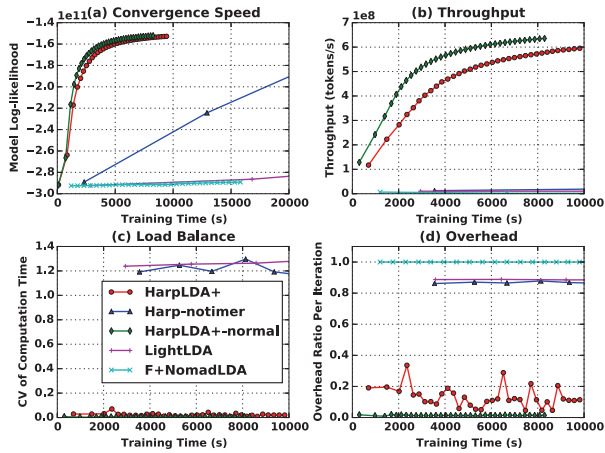 1e11 (a) Convergence Speed
−1.4
−1.6
−1.8
−2.0
−2.2
−2.4
−2.6
−2.8
−3.0
Model Log-likelihood
0 5000 10000 15000 20000
Training Time (s)
1e8 (b) Throughput
7
6
5
4
3
2
1
0
Throughput (tokens/s)
0 2000 4000 6000 8000 10000
Training Time (s)
(c) Load Balance
1.4
1.2
1.0
0.8
0.6
0.4
0.2
0.0
CV of Computation Time
HarpLDA+
Harp-notimer
HarpLDA+-normal
LightLDA
F+NomadLDA
0 2000 4000 6000 8000 10000
Training Time (s)
(d) Overhead
1.2
1.0
0.8
0.6
0.4
0.2
0.0
Overhead Ratio Per Iteration
0 2000 4000 6000 8000 10000
Training Time (s)